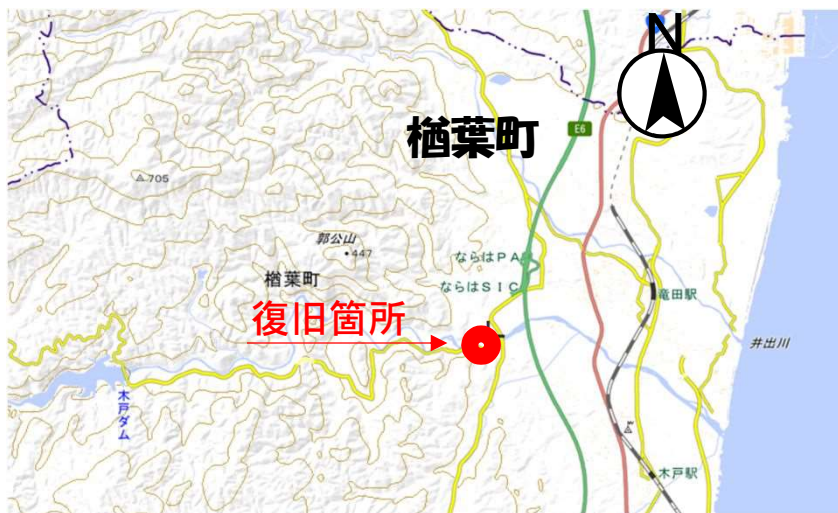 N
楢葉町
E6
705
郭公山
447
ならはPA
楢葉町
ならはSIC
竜田駅
復旧箇所
井出川
木戸ダム
木戸駅